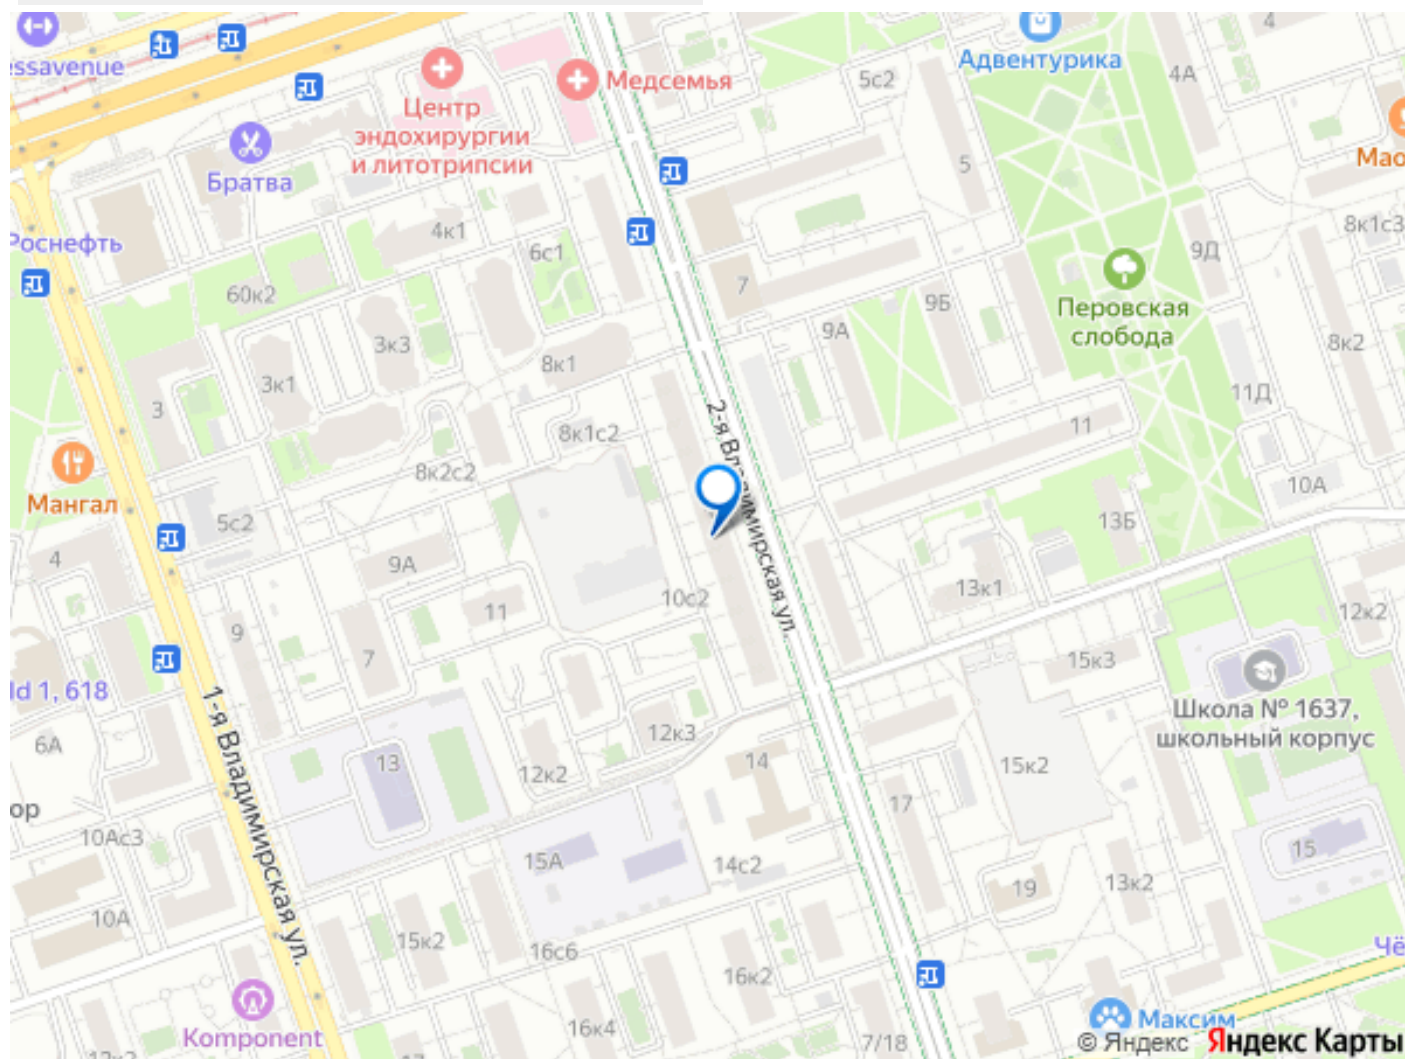 essavenue
Братва
Роснефть
Центр
эндохирургии
и литотрипсии
Медсемья
5с2
Адвентурика
4
4А
5
Мао
8к1с3
9Д
4к1
6с1
60к2
7
9Б
9А
Перовская
слобода
8к2
3к3
8к1
3к1
3
11Д
11
8к1с2
8к2с2
2-я Владимирская ул.
Мангал
5с2
10А
13Б
4
9А
11
10с2
13к1
12к2
9
7
15к3
ld 1, 618
1-я Владимирская ул.
Школа № 1637,
школьный корпус
6А
12к3
13
12к2
14
15к2
ор
17
10Ас3
15А
14с2
19
13к2
15
10А
15к2
16с6
16к2
Чё
Komponent
16к4
7/18
Максим
© Яндекс Яндекс Карты